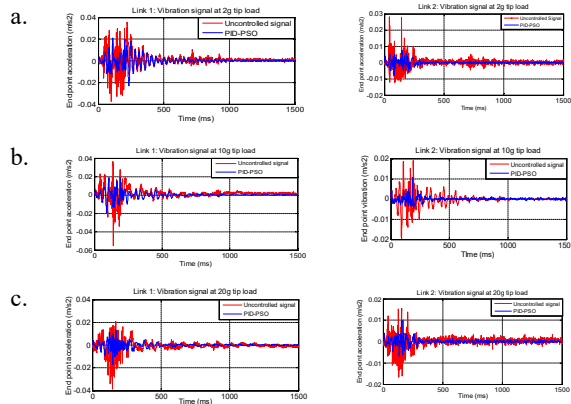 a.
Link 1: Vibration signal at 2g tip load
End point acceleration (m/s2)
0.04
0.02
0
-0.02
-0.04
Uncontrolled signal
PID-PSO
0 500 1000 1500
Time (ms)
Link 2: Vibration signal at 2g tip load
End point acceleration (m/s2)
0.03
0.01
-0.01
-0.03
Uncontrolled signal
PID-PSO
0 500 1000 1500
Time (ms)
b.
Link 1: Vibration signal at 10g tip load
End point acceleration (m/s2)
0.04
0.02
0
-0.02
-0.04
-0.06
Uncontrolled signal
PID-PSO
0 500 1000 1500
Time (ms)
Link 2: Vibration signal at 10g tip load
End point vibration (m/s2)
0.02
0.01
0
-0.01
-0.02
Uncontrolled signal
PID-PSO
0 500 1000 1500
Time (ms)
c.
Link 1: Vibration signal at 20g tip load
End point acceleration (m/s2)
0.04
0.02
0
-0.02
-0.04
Uncontrolled signal
PID-PSO
0 500 1000 1500
Time (ms)
Link 2: Vibration signal at 20g tip load
End point acceleration (m/s2)
0.02
0.01
0
-0.01
-0.02
Uncontrolled signal
PID-PSO
0 500 1000 1500
Time (ms)